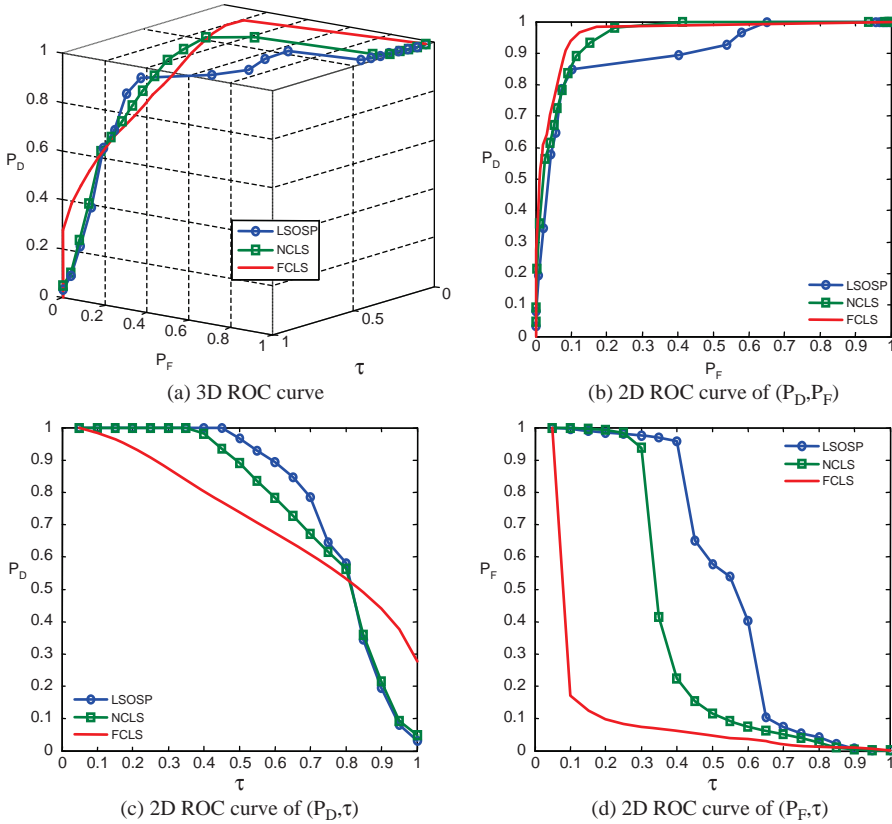 1
0.8
0.6
P_D
0.4
0.2
0
0
0.2
0.4
0.6
0.8
1
P_F
1
0.5
0
τ
LSOSP
NCLS
FCLS
(a) 3D ROC curve
1
0.9
0.8
0.7
0.6
P_D
0.5
0.4
0.3
0.2
0.1
0
0 0.1 0.2 0.3 0.4 0.5 0.6 0.7 0.8 0.9 1
P_F
LSOSP
NCLS
FCLS
(b) 2D ROC curve of (P_D,P_F)
1
0.9
0.8
0.7
0.6
P_D
0.5
0.4
0.3
0.2
0.1
0
0 0.1 0.2 0.3 0.4 0.5 0.6 0.7 0.8 0.9 1
τ
LSOSP
NCLS
FCLS
(c) 2D ROC curve of (P_D,τ)
1
0.9
0.8
0.7
0.6
P_F
0.5
0.4
0.3
0.2
0.1
0
0 0.1 0.2 0.3 0.4 0.5 0.6 0.7 0.8 0.9 1
τ
LSOSP
NCLS
FCLS
(d) 2D ROC curve of (P_F,τ)